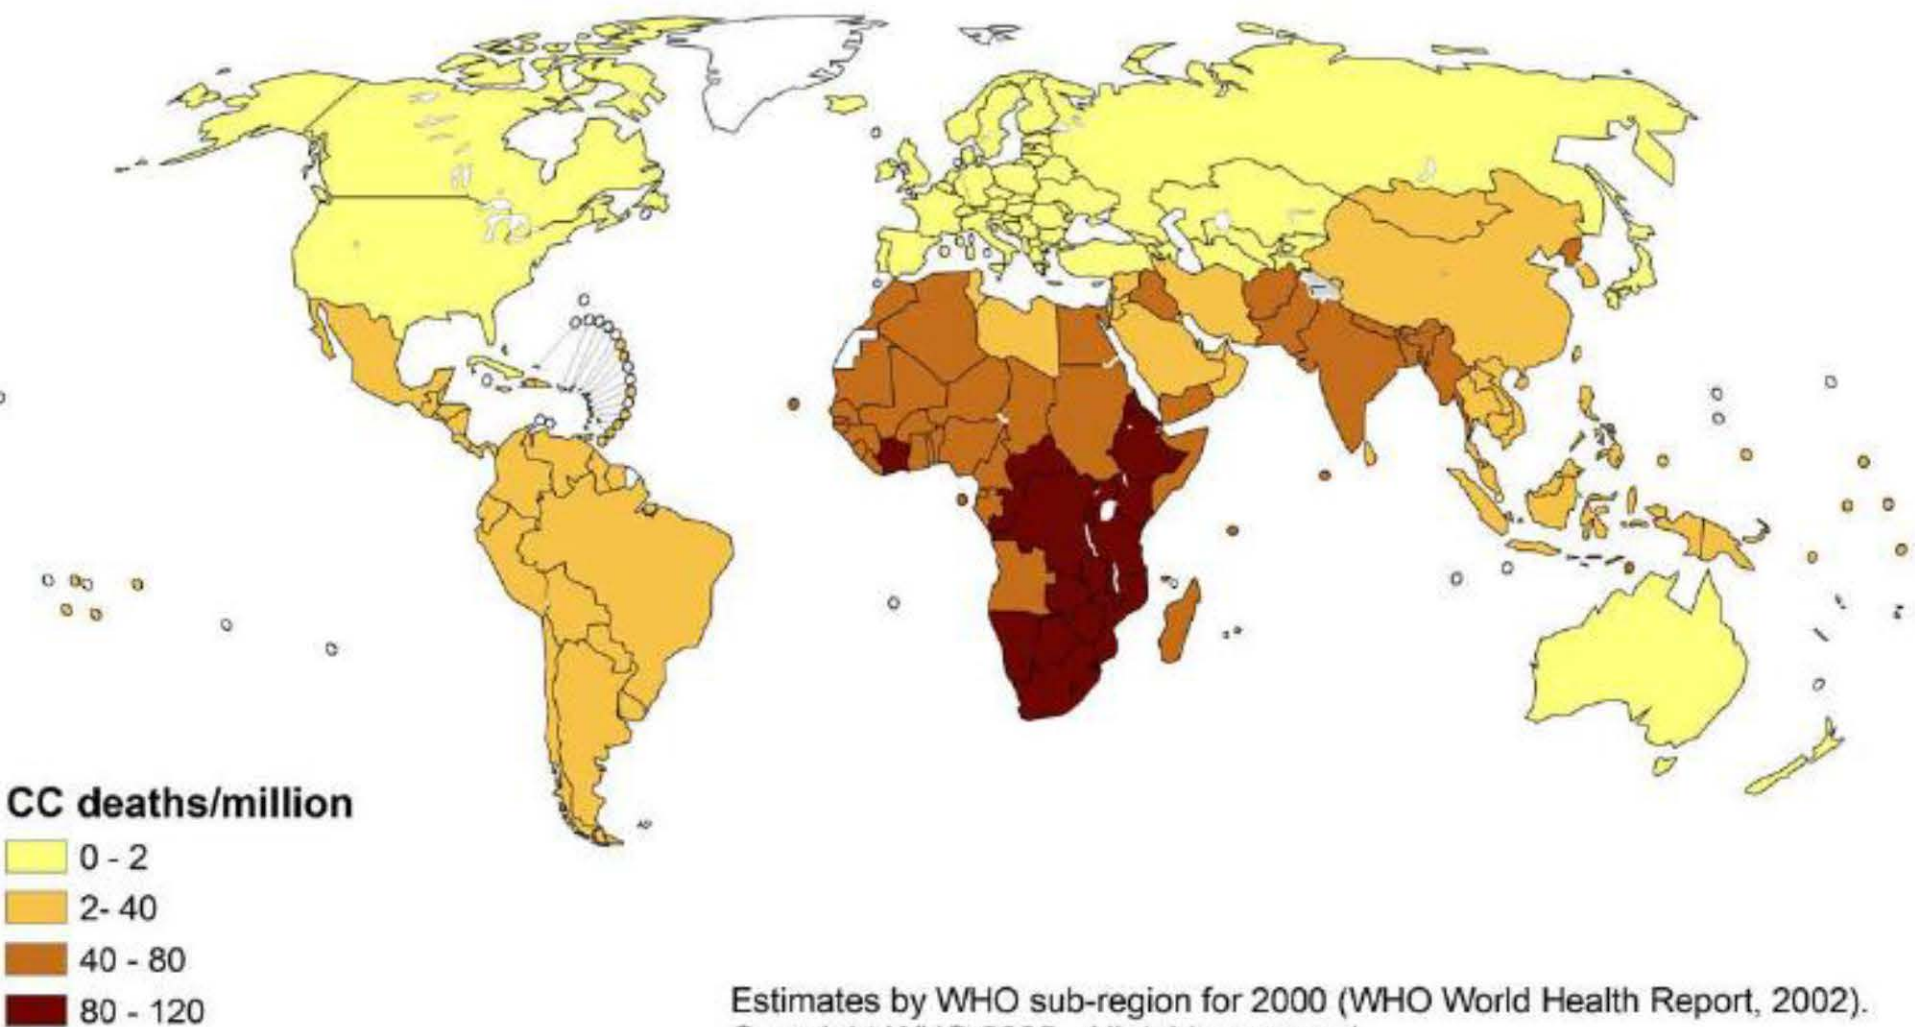 CC deaths/million
0 - 2
2- 40
40 - 80
80 - 120
Estimates by WHO sub-region for 2000 (WHO World Health Report, 2002).